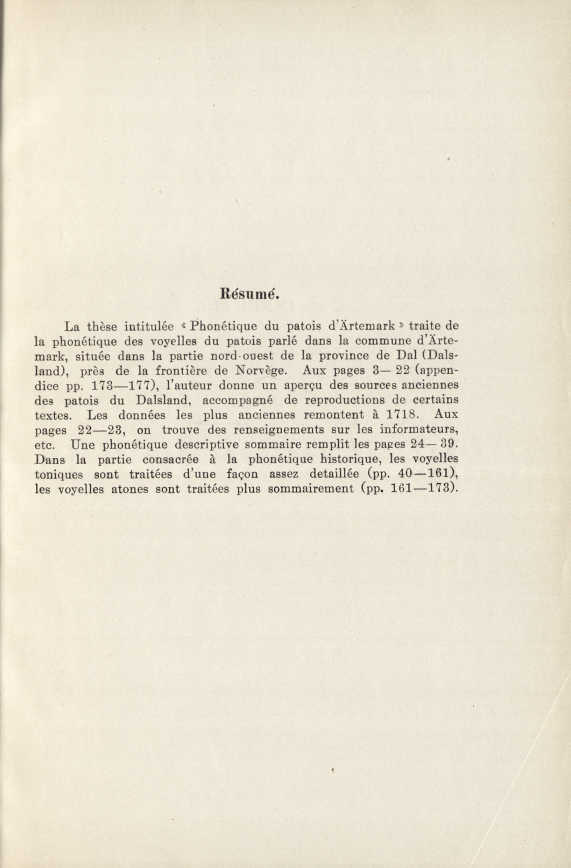 Résumé.
La thèse intitulée « Phonétique du patois d'Ärtemark » traite de
la phonétique des voyelles du patois parlé dans la commune d'Ärte-
mark, située dans la partie nord-ouest de la province de Dal (Dals-
land), près de la frontière de Norvège. Aux pages 3—22 (appen-
dice pp. 173—177), l'auteur donne un aperçu des sources anciennes
des patois du Dalsland, accompagné de reproductions de certains
textes. Les données les plus anciennes remontent à 1718. Aux
pages 22—23, on trouve des renseignements sur les informateurs,
etc. Une phonétique descriptive sommaire remplit les pages 24—39.
Dans la partie consacrée à la phonétique historique, les voyelles
toniques sont traitées d'une façon assez detaillée (pp. 40—161),
les voyelles atones sont traitées plus sommairement (pp. 161—173).